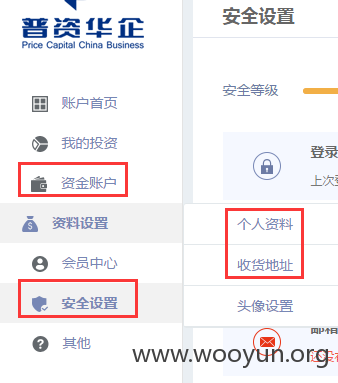 普资华企
Price Capital China Business
账户首页
我的投资
资金账户
资料设置
会员中心
安全设置
其他
安全设置
安全等级
登录
上次登
个人资料
收货地址
头像设置
邮箱
www.wooyun.org